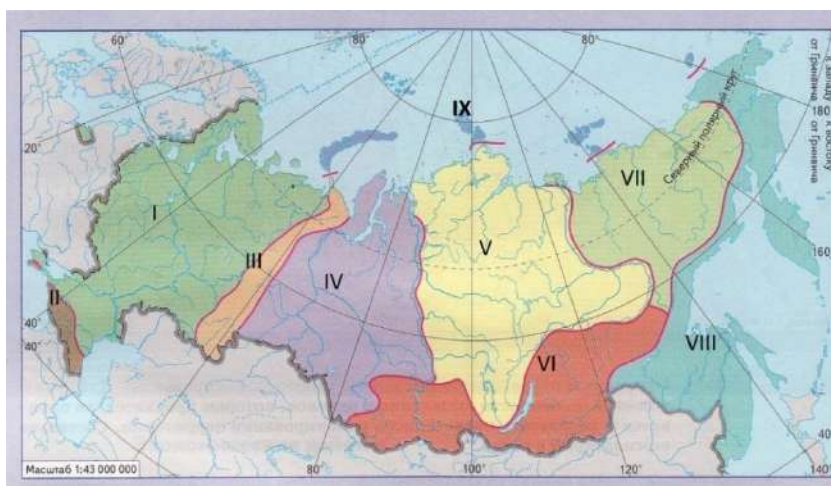 60°
80°
80°
20°
180°
к западу
от Гринвича
к востоку
от Гринвича
IX
Северный полярный круг
VII
I
V
160°
III
IV
II
VIII
40°
40°
VI
Масштаб 1:43 000 000
80°
100°
120°
140°
40°